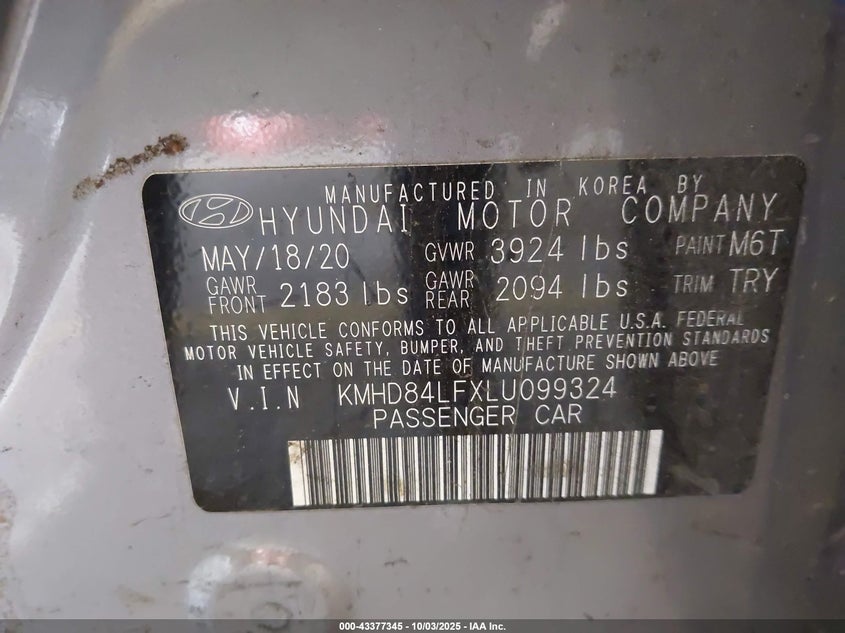 MANUFACTURED IN KOREA BY
HYUNDAI MOTOR COMPANY
MAY/18/20 GVWR 3924 lbs PAINT M6T
GAWR FRONT 2183 lbs GAWR REAR 2094 lbs TRIM TRY
THIS VEHICLE CONFORMS TO ALL APPLICABLE U.S.A. FEDERAL
MOTOR VEHICLE SAFETY, BUMPER, AND THEFT PREVENTION STANDARDS
IN EFFECT ON THE DATE OF MANUFACTURE SHOWN ABOVE
V.I.N KMHD84LFXLU099324
PASSENGER CAR
000-43377345 - 10/03/2025 - IAA Inc.